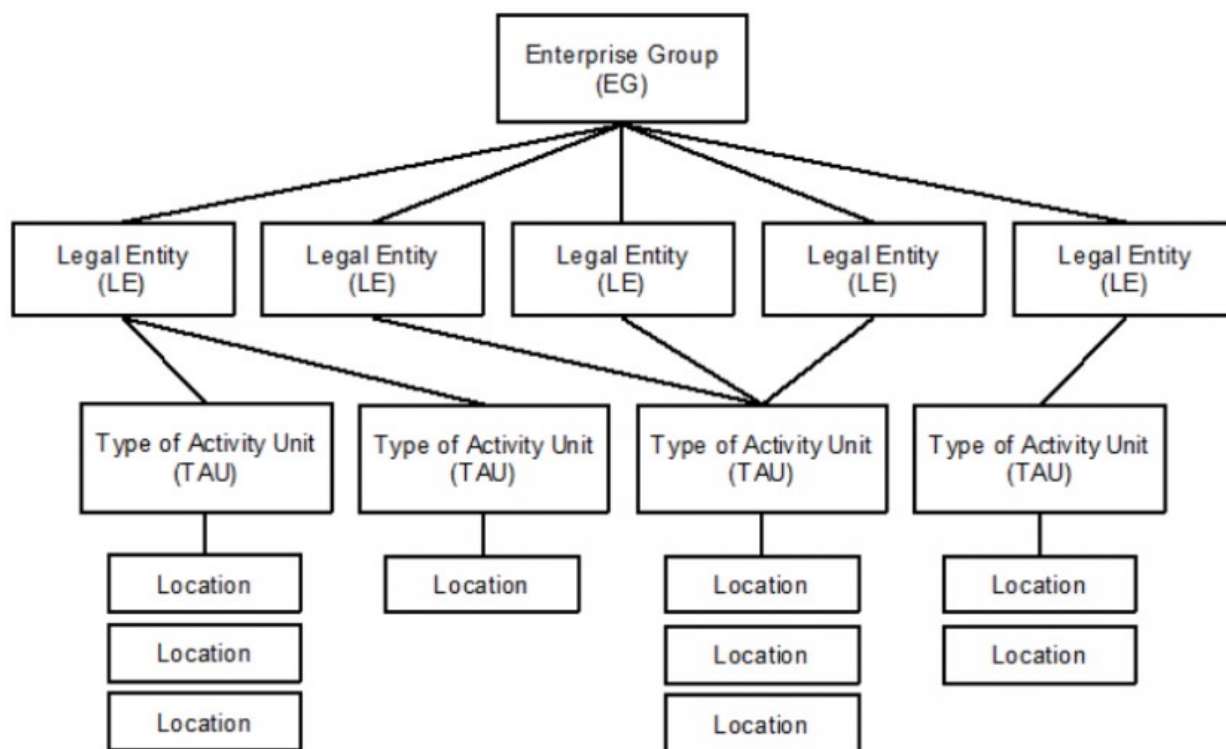 Enterprise Group
(EG)
Legal Entity
(LE)
Legal Entity
(LE)
Legal Entity
(LE)
Legal Entity
(LE)
Legal Entity
(LE)
Type of Activity Unit
(TAU)
Type of Activity Unit
(TAU)
Type of Activity Unit
(TAU)
Type of Activity Unit
(TAU)
Location
Location
Location
Location
Location
Location
Location
Location
Location